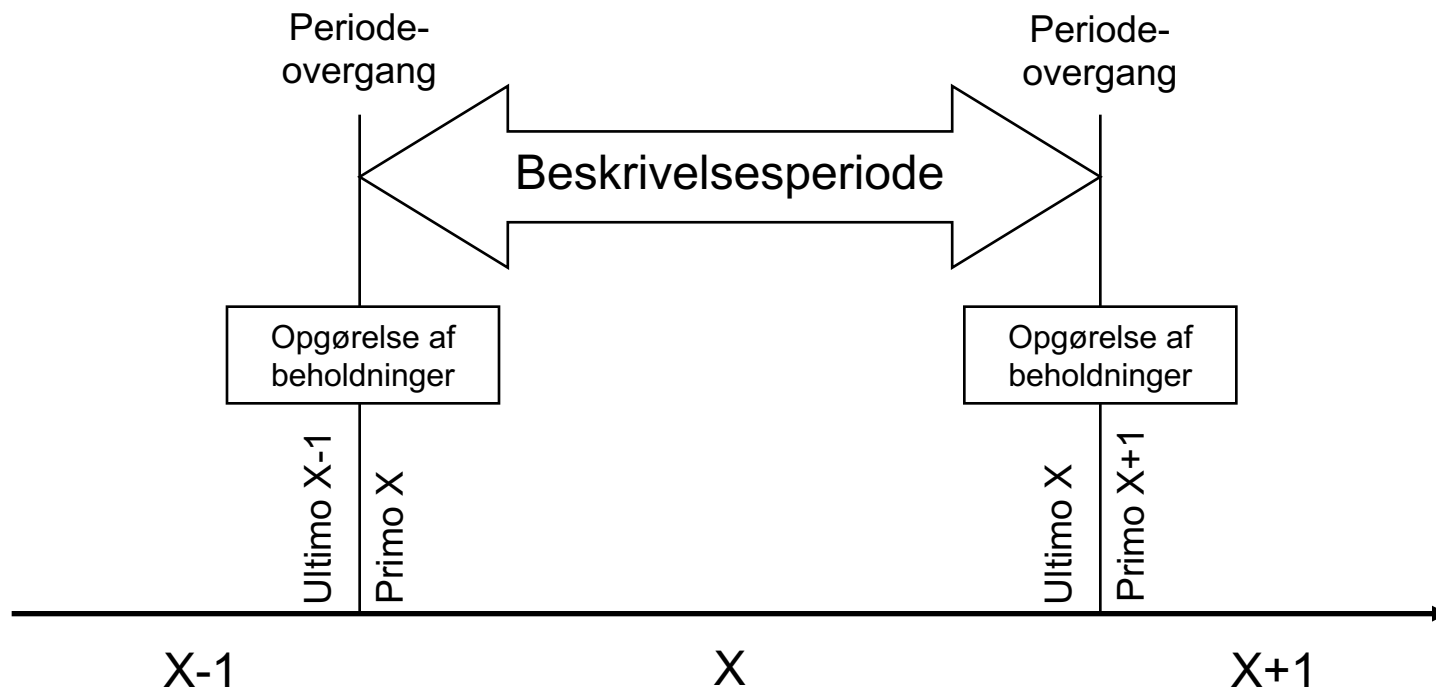 Periode-
overgang
Periode-
overgang
Beskrivelsesperiode
Opgørelse af
beholdninger
Opgørelse af
beholdninger
Ultimo X-1
Primo X
Ultimo X
Primo X+1
X-1
X
X+1